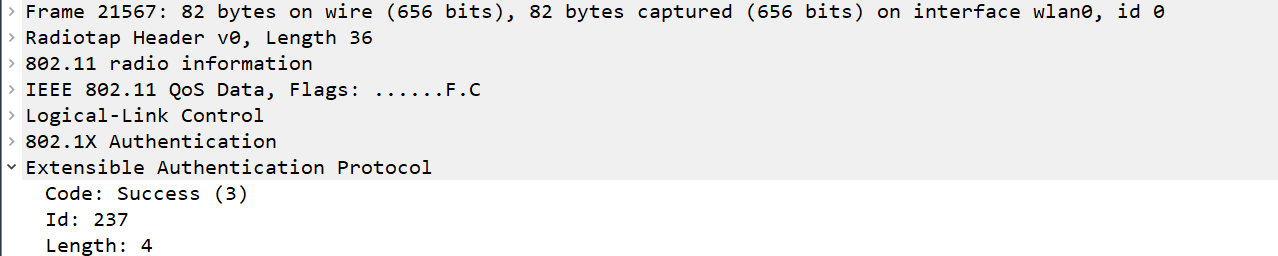 Frame 21567: 82 bytes on wire (656 bits), 82 bytes captured (656 bits) on interface wlan0, id 0
Radiotap Header v0, Length 36
802.11 radio information
IEEE 802.11 QoS Data, Flags: ......F.C
Logical-Link Control
802.1X Authentication
Extensible Authentication Protocol
Code: Success (3)
Id: 237
Length: 4